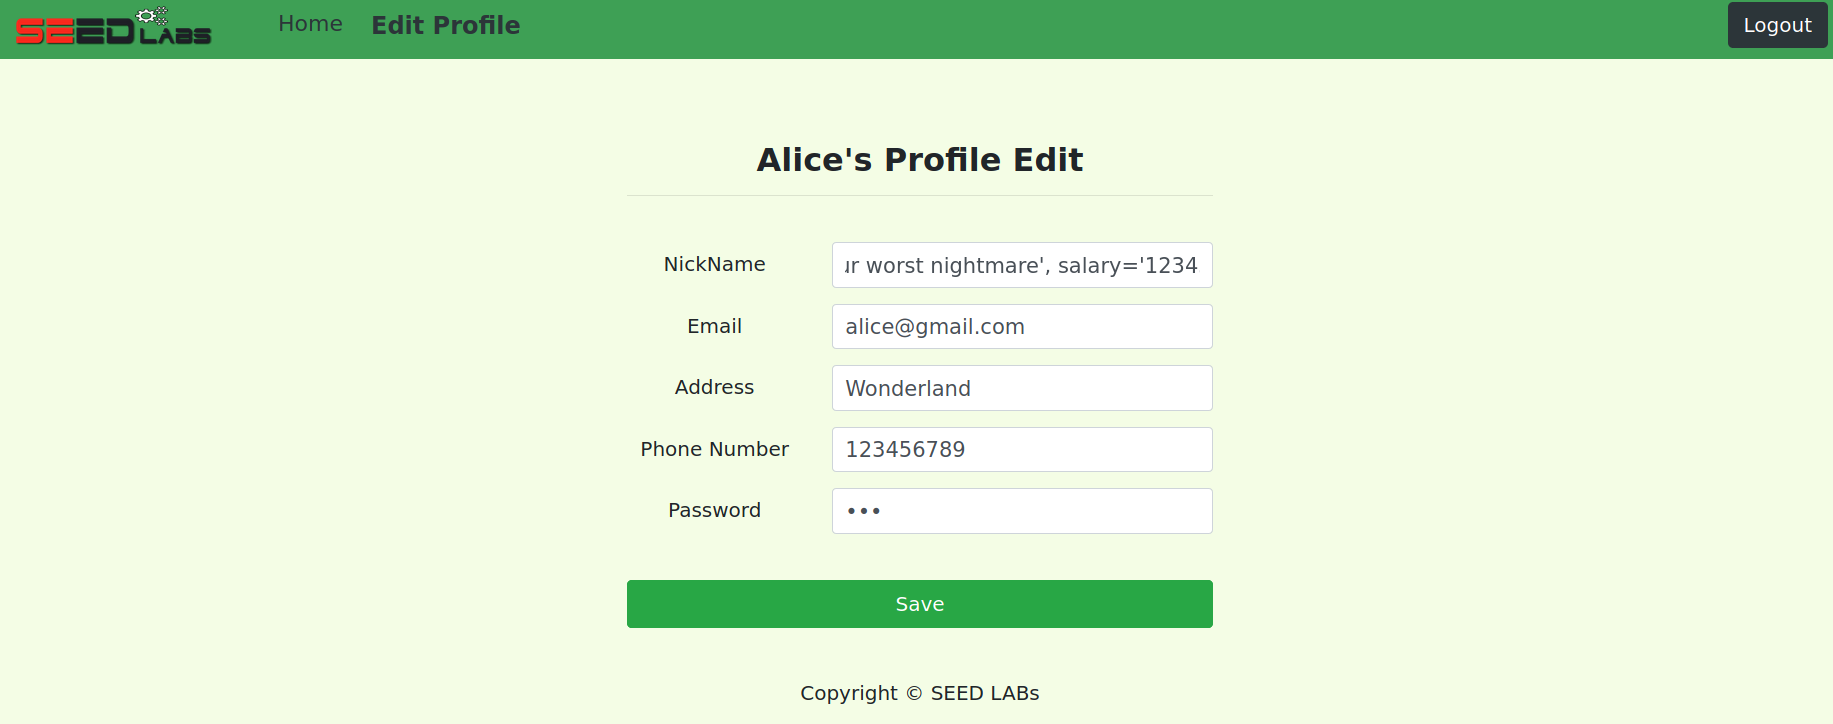 SEED LABS Home Edit Profile Logout
Alice's Profile Edit
NickName worst nightmare', salary='1234
Email alice@gmail.com
Address Wonderland
Phone Number 123456789
Password •••
Save
Copyright © SEED LABs